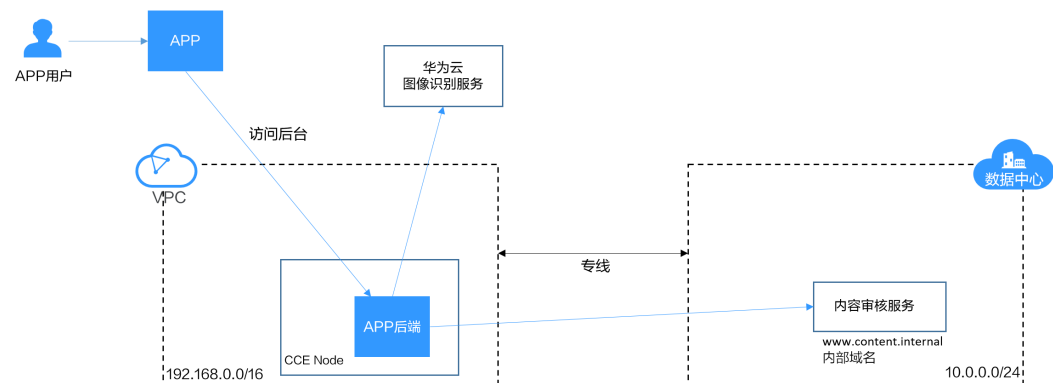 APP
APP用户
华为云
图像识别服务
访问后台
VPC
数据中心
专线
APP后端
CCE Node
内容审核服务
www.content.internal
内部域名
192.168.0.0/16
10.0.0.0/24